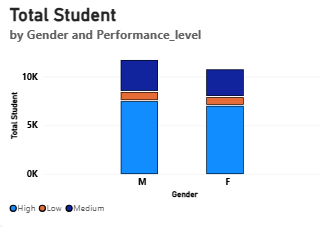 Total Student
by Gender and Performance_level
10K
5K
0K
Total Student
M
F
Gender
High Low Medium